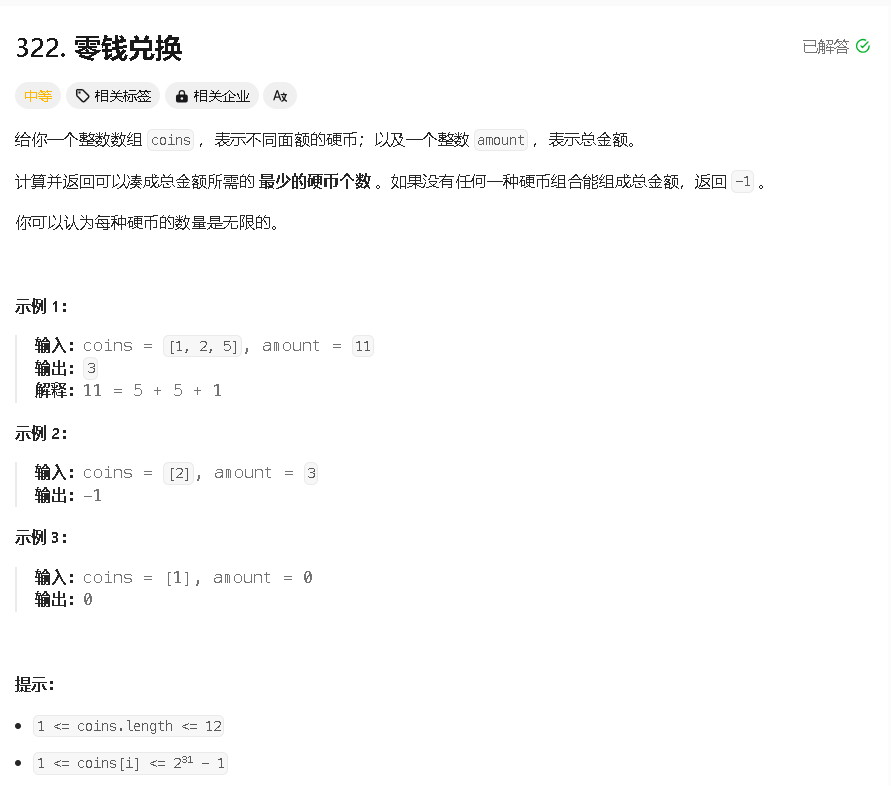 322. 零钱兑换
已解答
中等 相关标签 相关企业
给你一个整数数组 coins ，表示不同面额的硬币；以及一个整数 amount ，表示总金额。
计算并返回可以凑成总金额所需的 最少的硬币个数 。如果没有任何一种硬币组合能组成总金额，返回 -1 。
你可以认为每种硬币的数量是无限的。
示例 1：
输入：coins = [1, 2, 5], amount = 11
输出：3
解释：11 = 5 + 5 + 1
示例 2：
输入：coins = [2], amount = 3
输出：-1
示例 3：
输入：coins = [1], amount = 0
输出：0
提示：
• 1 <= coins.length <= 12
• 1 <= coins[i] <= 2³¹ - 1